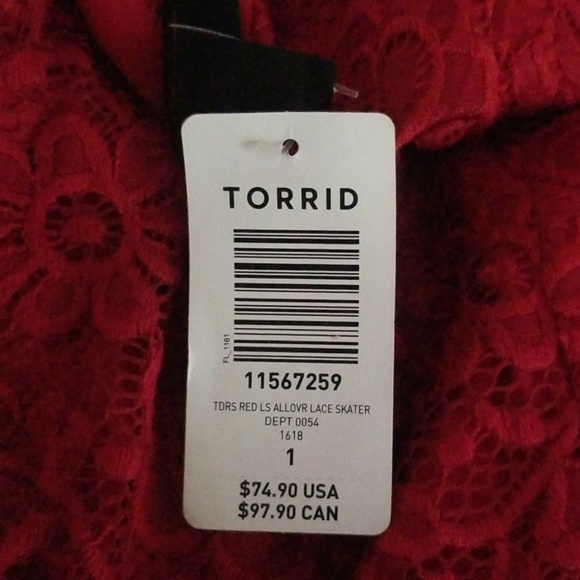 TORRID
FL_1161
11567259
TDRS RED LS ALLOVR LACE SKATER
DEPT 0054
1618
1
$74.90 USA
$97.90 CAN